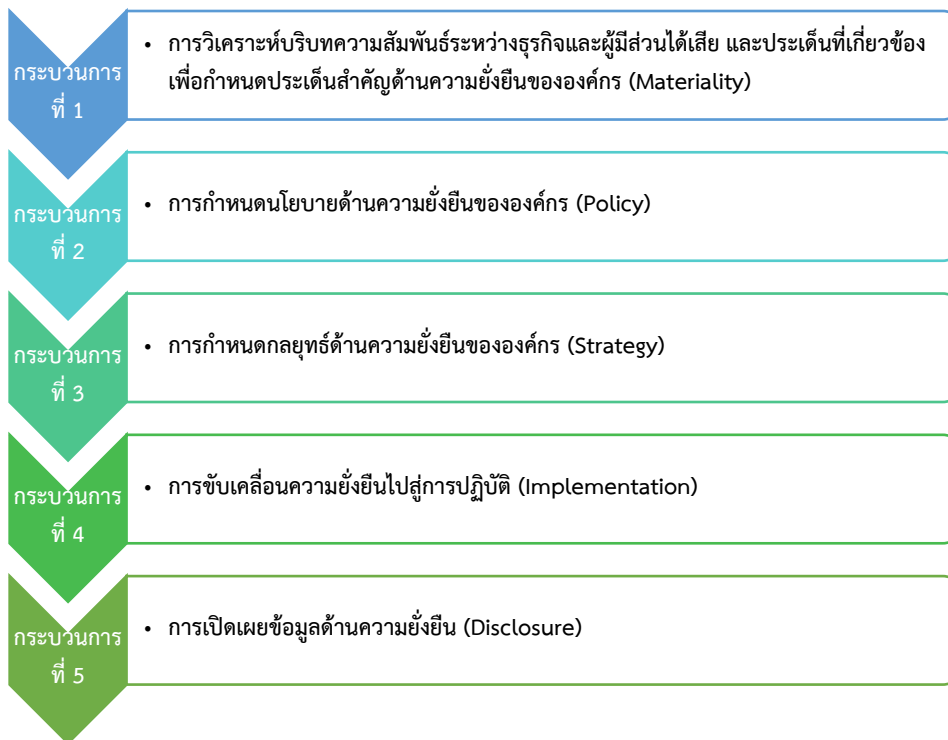 กระบวนการ
ที่ 1
• การวิเคราะห์บริบทความสัมพันธ์ระหว่างธุรกิจและผู้มีส่วนได้เสีย และประเด็นที่เกี่ยวข้อง
เพื่อกำหนดประเด็นสำคัญด้านความยั่งยืนขององค์กร (Materiality)
กระบวนการ
ที่ 2
• การกำหนดนโยบายด้านความยั่งยืนขององค์กร (Policy)
กระบวนการ
ที่ 3
• การกำหนดกลยุทธ์ด้านความยั่งยืนขององค์กร (Strategy)
กระบวนการ
ที่ 4
• การขับเคลื่อนความยั่งยืนไปสู่การปฏิบัติ (Implementation)
กระบวนการ
ที่ 5
• การเปิดเผยข้อมูลด้านความยั่งยืน (Disclosure)